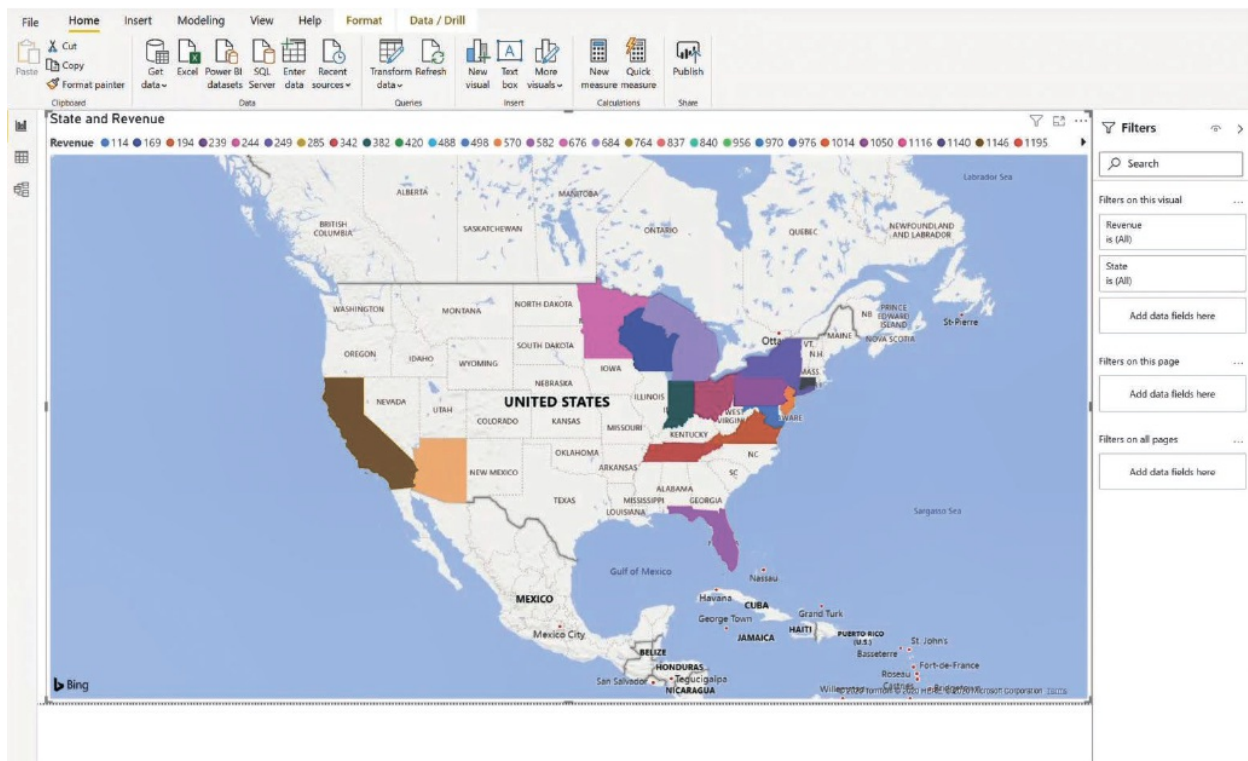 File Home Insert Modeling View Help Format Data / Drill
Paste
Cut
Copy
Format painter
Clipboard
Get data
Excel
Power BI datasets
SQL Server
Enter data
Recent sources
Data
Transform data
Refresh
Queries
New visual
Text box
More visuals
Insert
New measure
Quick measure
Calculations
Publish
Share
State and Revenue
Revenue 114 169 194 239 244 249 285 342 382 420 488 498 570 582 676 684 764 837 840 956 970 976 1014 1050 1116 1140 1146 1195
Labrador Sea
ALBERTA
MANITOBA
BRITISH
COLUMBIA
SASKATCHEWAN
ONTARIO
QUEBEC
NEWFOUNDLAND
AND LABRADOR
WASHINGTON
MONTANA
NORTH DAKOTA
NB
PRINCE
EDWARD
ISLAND
St-Pierre
OREGON
IDAHO
SOUTH DAKOTA
WYOMING
MAINE
NOVA SCOTIA
VT.
N.H.
MASS.
IOWA
NEBRASKA
NEVADA
UTAH
UNITED STATES
ILLINOIS
COLORADO
KANSAS
MISSOURI
WEST
KENTUCKY
OKLAHOMA
NC
NEW MEXICO
ARKANSAS
SC
TEXAS
ALABAMA
MISSISSIPPI
GEORGIA
LOUISIANA
Sargasso Sea
Gulf of Mexico
Nassau
MEXICO
Havana
CUBA
George Town
Grand Turk
Mexico City
JAMAICA
HAITI
PUERTO RICO
(U.S.)
St. John's
Basseterre
BELIZE
HONDURAS
Fort-de-France
San Salvador
Tegucigalpa
Roseau
NICARAGUA
Bing
Filters
Search
Filters on this visual
Revenue
is (All)
State
is (All)
Add data fields here
Filters on this page
Add data fields here
Filters on all pages
Add data fields here